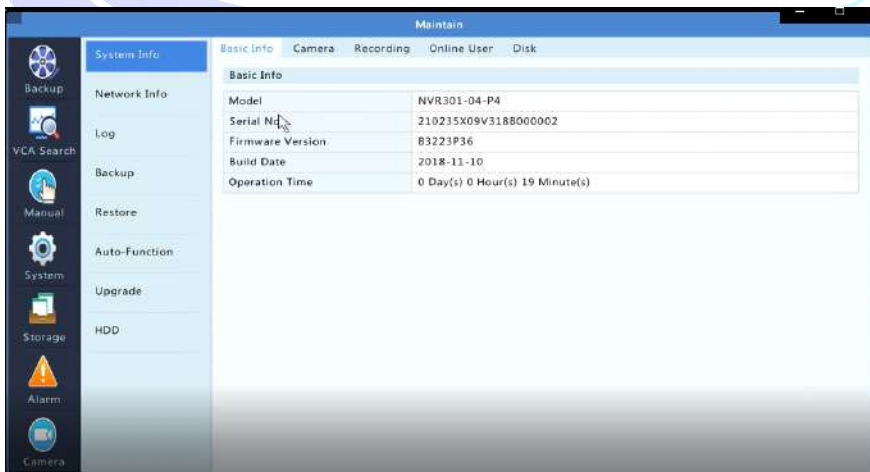 Maintain
Backup
VCA Search
Manual
System
Storage
Alarm
Camera
System Info
Network Info
Log
Backup
Restore
Auto-Function
Upgrade
HDD
Basic Info Camera Recording Online User Disk
Basic Info
Model NVR301-04-P4
Serial No 210235X09V3188000002
Firmware Version B3223P36
Build Date 2018-11-10
Operation Time 0 Day(s) 0 Hour(s) 19 Minute(s)